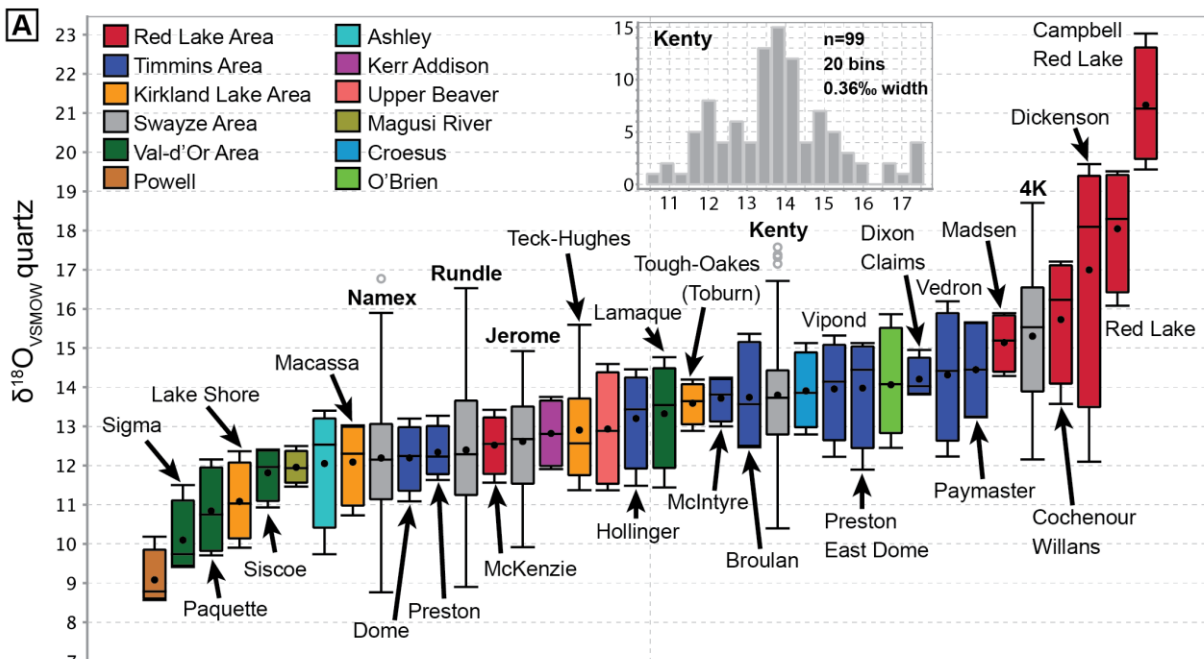 A
23
22
21
20
19
18
17
16
15
14
13
12
11
10
9
8
7
δ18OVSMOW quartz
Red Lake Area
Timmins Area
Kirkland Lake Area
Swayze Area
Val-d'Or Area
Powell
Ashley
Kerr Addison
Upper Beaver
Magusi River
Croesus
O'Brien
Kenty
n=99
20 bins
0.36‰ width
15
10
5
0
11 12 13 14 15 16 17
Campbell
Red Lake
Dickenson
4K
Madsen
Dixon
Claims
Vedron
Kenty
Tough-Oakes
(Toburn)
Teck-Hughes
Lamaque
Vipond
Rundle
Namex
Jerome
Macassa
Lake Shore
Sigma
Red Lake
Siscoe
Paquette
Dome
Preston
McKenzie
Hollinger
McIntyre
Broulan
Preston
East Dome
Paymaster
Cochenour
Willans